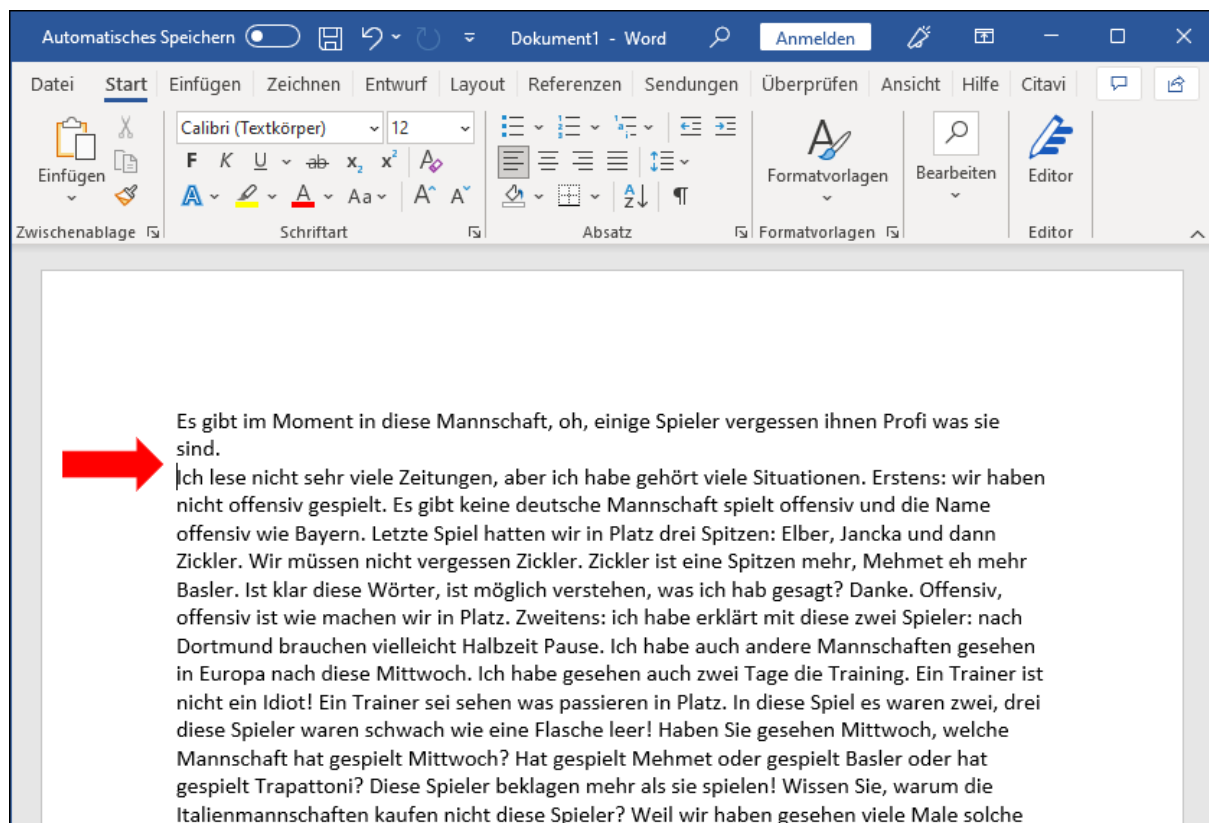 Automatisches Speichern Dokument1 - Word Anmelden
Datei Start Einfügen Zeichnen Entwurf Layout Referenzen Sendungen Überprüfen Ansicht Hilfe Citavi
Calibri (Textkörper) 12
F K U ab x₂ x² A
Einfügen Formatvorlagen Bearbeiten Editor
A A Aa A A A Z ¶
Zwischenablage Schriftart Absatz Formatvorlagen Editor
Es gibt im Moment in diese Mannschaft, oh, einige Spieler vergessen ihnen Profi was sie
sind.
Ich lese nicht sehr viele Zeitungen, aber ich habe gehört viele Situationen. Erstens: wir haben
nicht offensiv gespielt. Es gibt keine deutsche Mannschaft spielt offensiv und die Name
offensiv wie Bayern. Letzte Spiel hatten wir in Platz drei Spitzen: Elber, Jancka und dann
Zickler. Wir müssen nicht vergessen Zickler. Zickler ist eine Spitzen mehr, Mehmet eh mehr
Basler. Ist klar diese Wörter, ist möglich verstehen, was ich hab gesagt? Danke. Offensiv,
offensiv ist wie machen wir in Platz. Zweitens: ich habe erklärt mit diese zwei Spieler: nach
Dortmund brauchen vielleicht Halbzeit Pause. Ich habe auch andere Mannschaften gesehen
in Europa nach diese Mittwoch. Ich habe gesehen auch zwei Tage die Training. Ein Trainer ist
nicht ein Idiot! Ein Trainer sei sehen was passieren in Platz. In diese Spiel es waren zwei, drei
diese Spieler waren schwach wie eine Flasche leer! Haben Sie gesehen Mittwoch, welche
Mannschaft hat gespielt Mittwoch? Hat gespielt Mehmet oder gespielt Basler oder hat
gespielt Trapattoni? Diese Spieler beklagen mehr als sie spielen! Wissen Sie, warum die
Italienmannschaften kaufen nicht diese Spieler? Weil wir haben gesehen viele Male solche